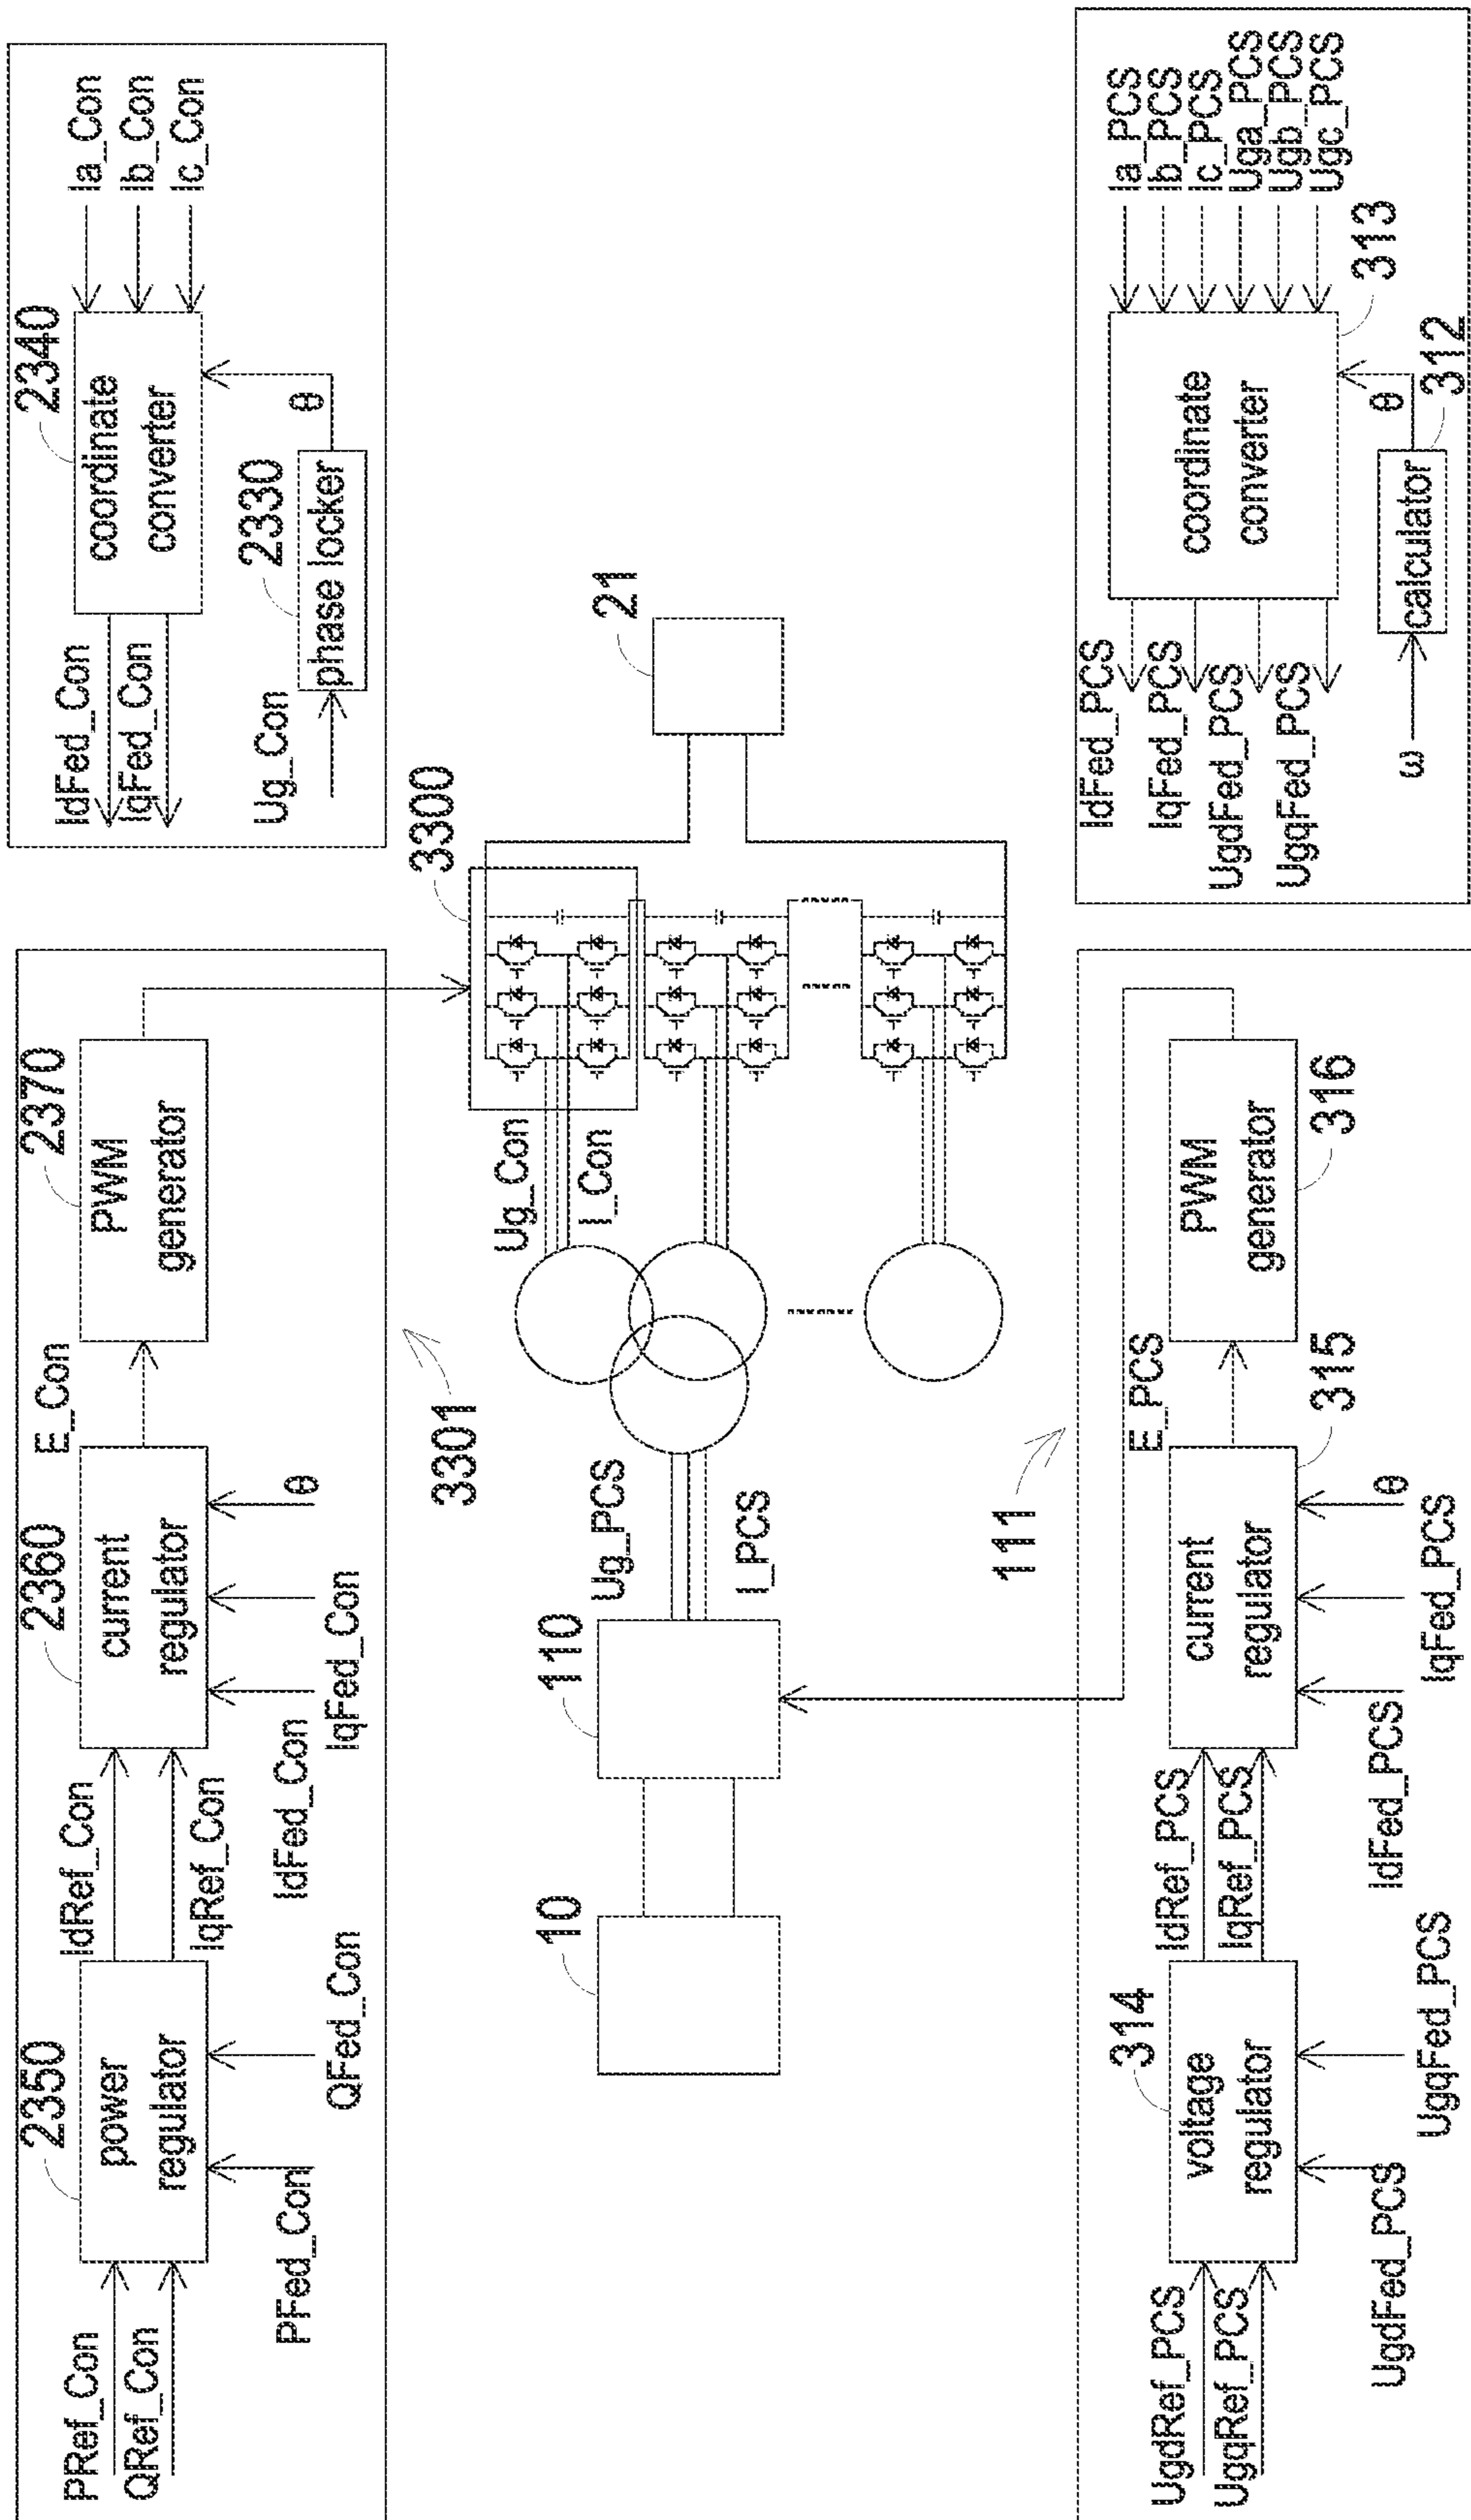 PRef_Con
QRef_Con
2350
power
regulator
PFed_Con
QFed_Con
IdRef_Con
IqRef_Con
2360
current
regulator
IdFed_Con
IqFed_Con
θ
E_Con
2370
PWM
generator
3301
IdFed_Con
IqFed_Con
2340
coordinate
converter
Ia_Con
Ib_Con
Ic_Con
Ug_Con
2330
phase locker
θ
10
110
Ug_PCS
I_PCS
Ug_Con
I_Con
3300
21
111
UgdRef_PCS
UgqRef_PCS
314
voltage
regulator
UgdFed_PCS
UgqFed_PCS
IdRef_PCS
IqRef_PCS
current
regulator
315
IdFed_PCS
IqFed_PCS
θ
E_PCS
PWM
generator
316
IdFed_PCS
IqFed_PCS
UgdFed_PCS
UgqFed_PCS
coordinate
converter
Ia_PCS
Ib_PCS
Ic_PCS
Uga_PCS
Ugb_PCS
Ugc_PCS
313
ω
calculator
θ
312